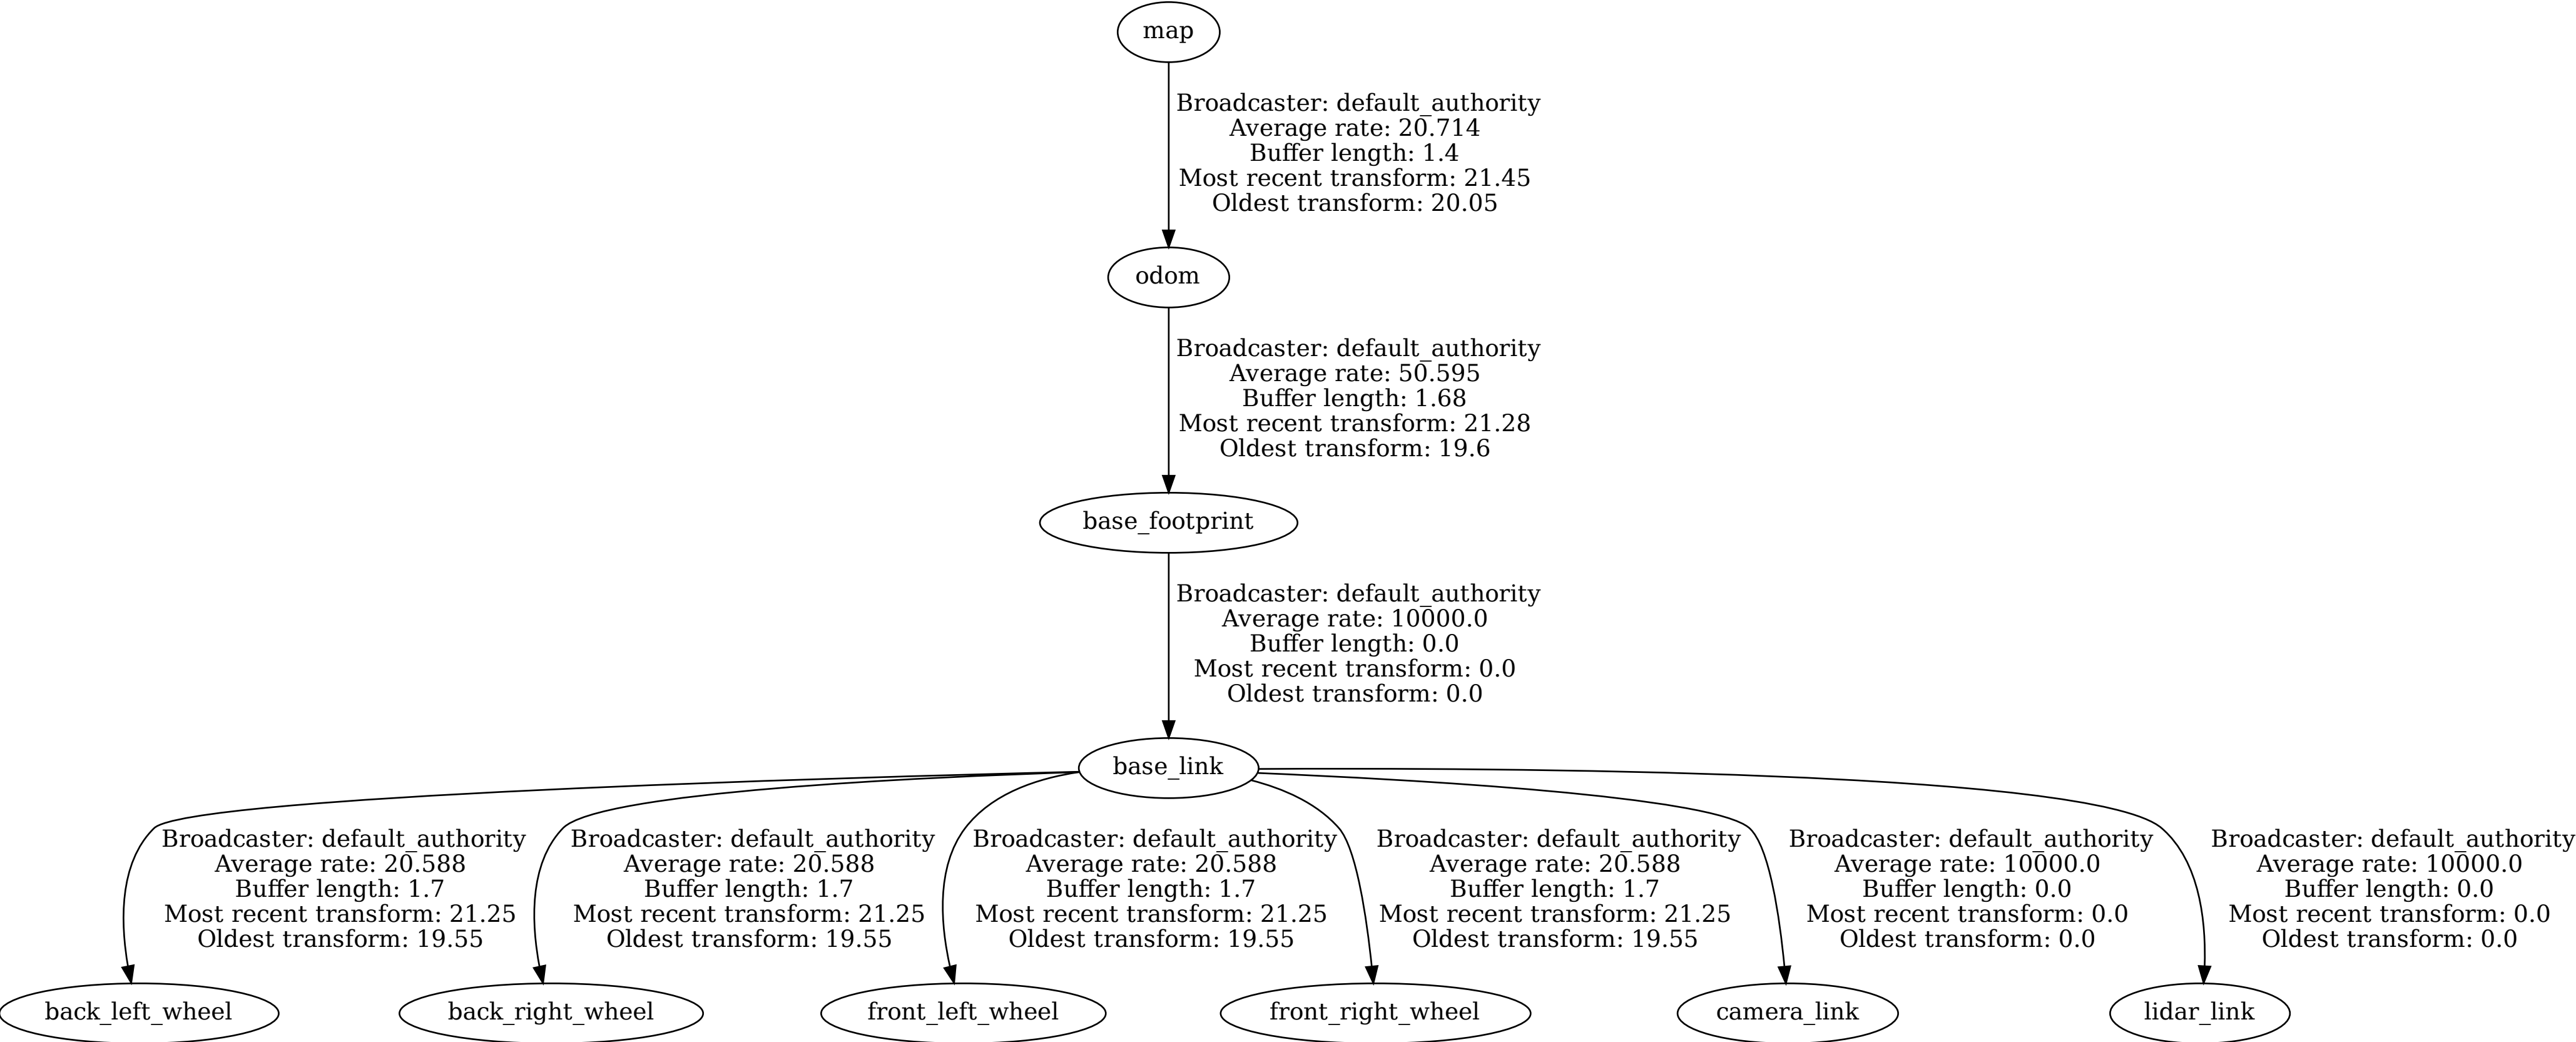 map
Broadcaster: default_authority
Average rate: 20.714
Buffer length: 1.4
Most recent transform: 21.45
Oldest transform: 20.05
odom
Broadcaster: default_authority
Average rate: 50.595
Buffer length: 1.68
Most recent transform: 21.28
Oldest transform: 19.6
base_footprint
Broadcaster: default_authority
Average rate: 10000.0
Buffer length: 0.0
Most recent transform: 0.0
Oldest transform: 0.0
base_link
Broadcaster: default_authority
Average rate: 20.588
Buffer length: 1.7
Most recent transform: 21.25
Oldest transform: 19.55
Broadcaster: default_authority
Average rate: 20.588
Buffer length: 1.7
Most recent transform: 21.25
Oldest transform: 19.55
Broadcaster: default_authority
Average rate: 20.588
Buffer length: 1.7
Most recent transform: 21.25
Oldest transform: 19.55
Broadcaster: default_authority
Average rate: 20.588
Buffer length: 1.7
Most recent transform: 21.25
Oldest transform: 19.55
Broadcaster: default_authority
Average rate: 10000.0
Buffer length: 0.0
Most recent transform: 0.0
Oldest transform: 0.0
Broadcaster: default_authority
Average rate: 10000.0
Buffer length: 0.0
Most recent transform: 0.0
Oldest transform: 0.0
back_left_wheel
back_right_wheel
front_left_wheel
front_right_wheel
camera_link
lidar_link